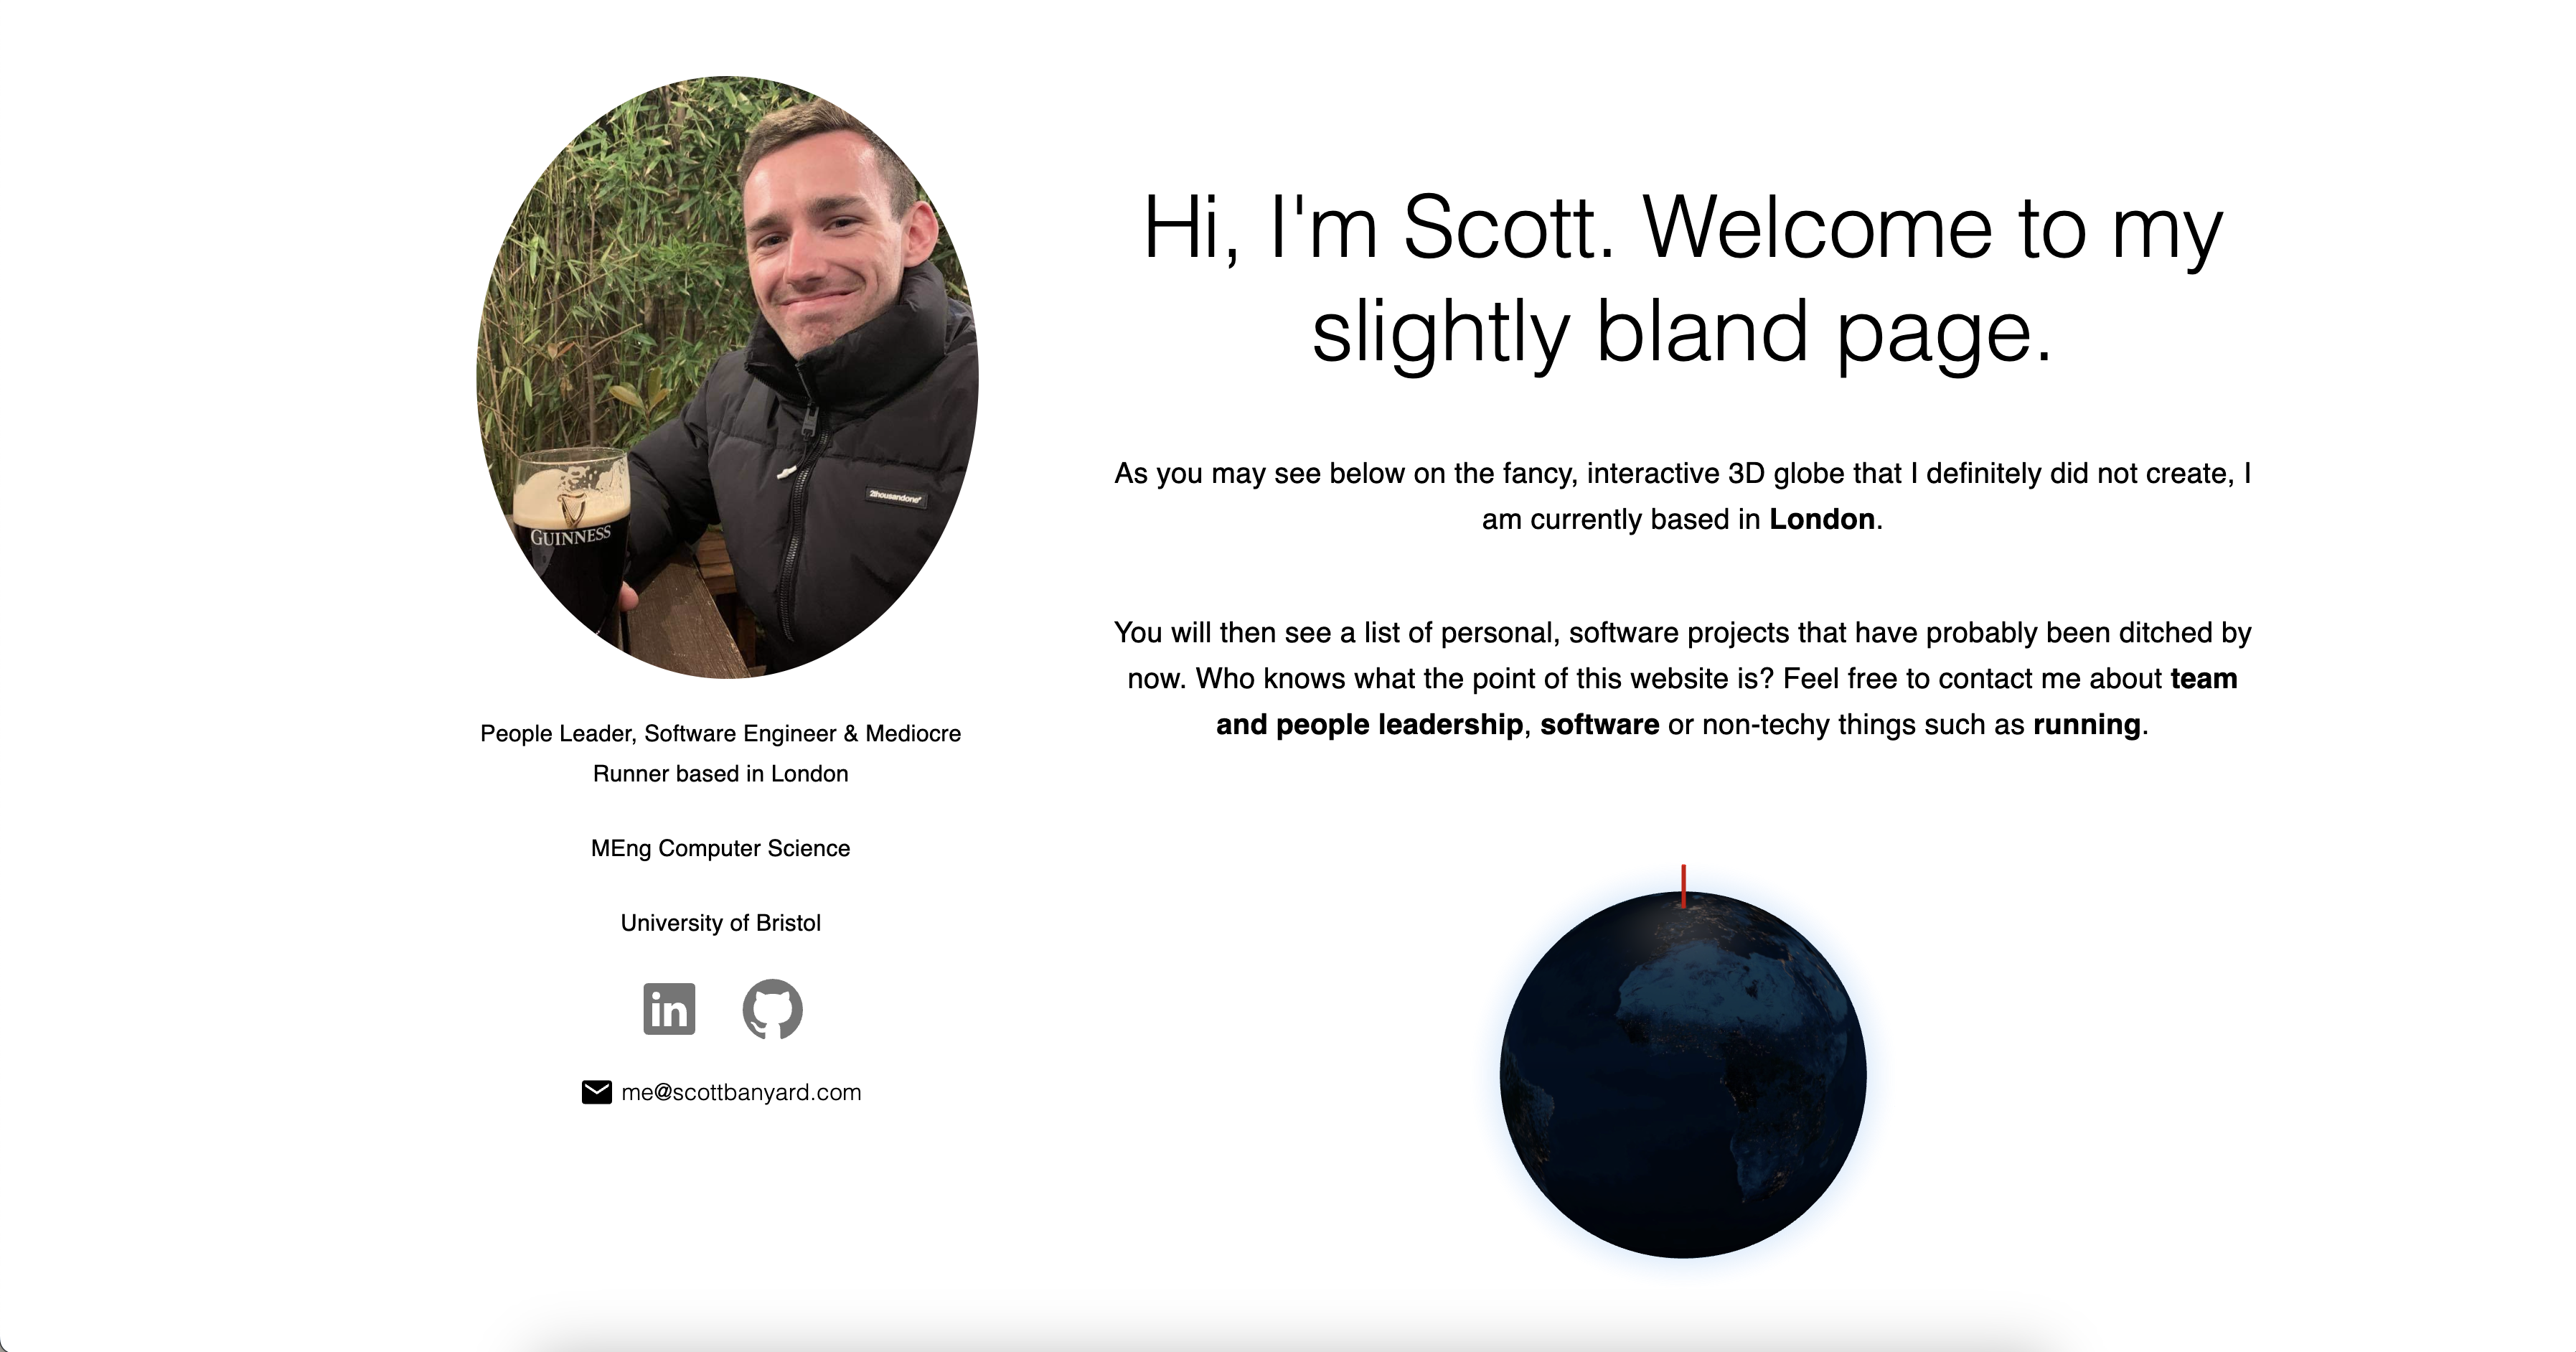 Hi, I'm Scott. Welcome to my
slightly bland page.
As you may see below on the fancy, interactive 3D globe that I definitely did not create, I
am currently based in London.
You will then see a list of personal, software projects that have probably been ditched by
now. Who knows what the point of this website is? Feel free to contact me about team
and people leadership, software or non-techy things such as running.
2thousandone*
GUINNESS
People Leader, Software Engineer & Mediocre
Runner based in London
MEng Computer Science
University of Bristol
in
me@scottbanyard.com